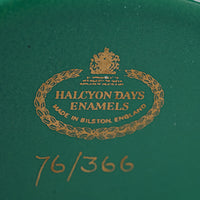 HALCYON DAYS
ENAMELS
MADE IN BILSTON, ENGLAND
76/366